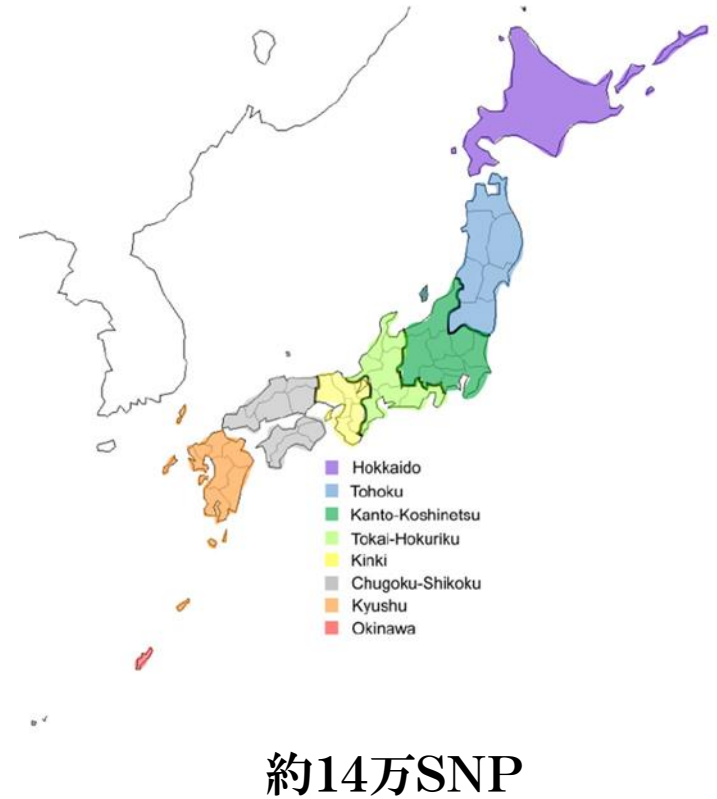 Hokkaido
Tohoku
Kanto-Koshinetsu
Tokai-Hokuriku
Kinki
Chugoku-Shikoku
Kyushu
Okinawa
約14万SNP